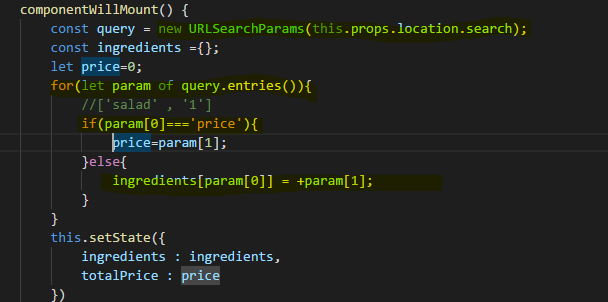 componentWillMount() {
const query = new URLSearchParams(this.props.location.search);
const ingredients ={};
let price=0;
for(let param of query.entries()){
//['salad' , '1']
if(param[0]==='price'){
price=param[1];
}else{
ingredients[param[0]] = +param[1];
}
}
this.setState({
ingredients : ingredients,
totalPrice : price
})